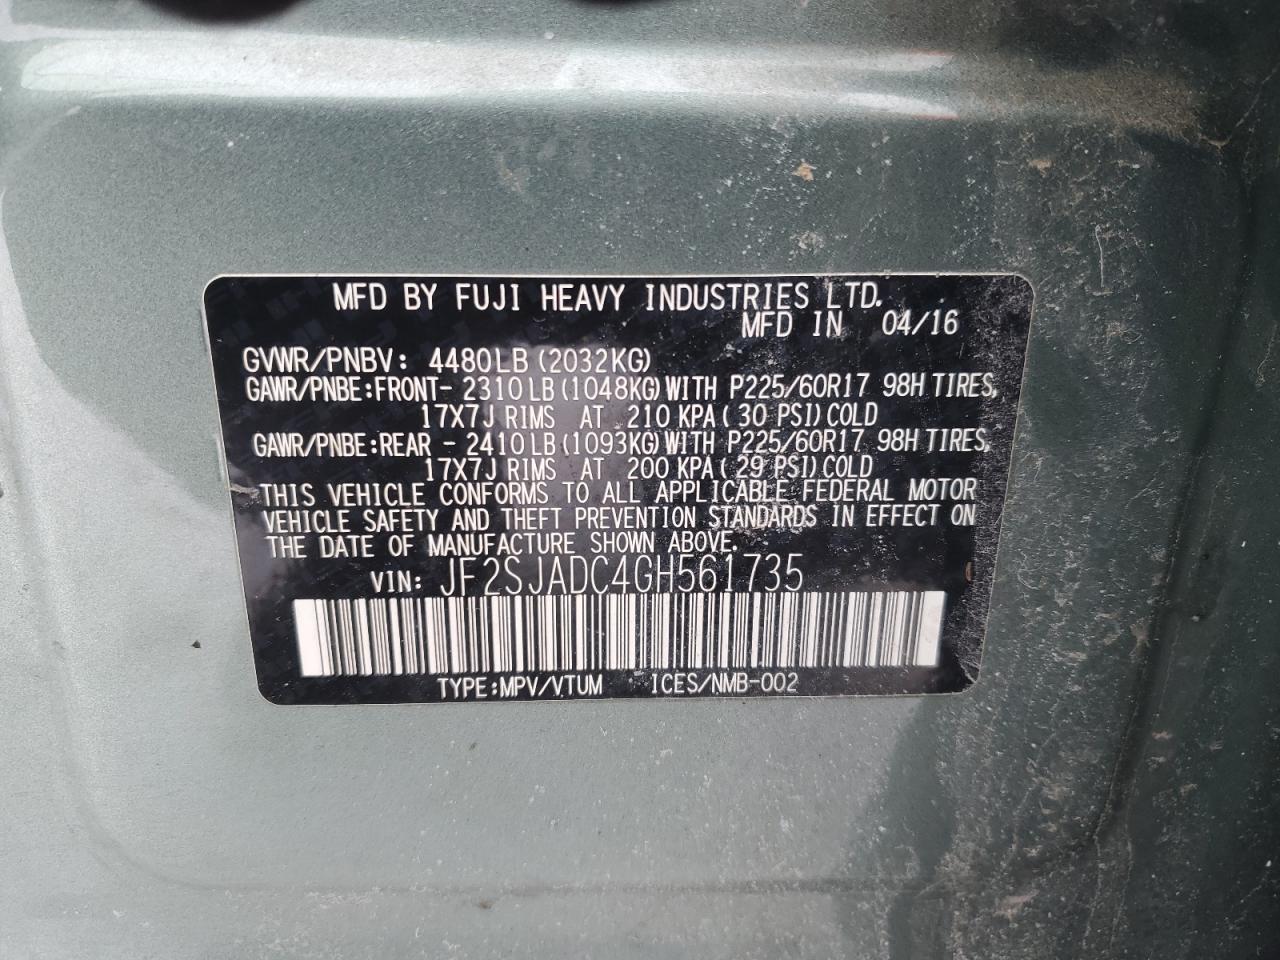 MFD BY FUJI HEAVY INDUSTRIES LTD.
MFD IN 04/16
GVWR/PNBV: 4480LB (2032KG)
GAWR/PNBE:FRONT- 2310LB (1048KG) WITH P225/60R17 98H TIRES,
17X7J RIMS AT 210 KPA ( 30 PSI) COLD
GAWR/PNBE:REAR - 2410LB (1093KG) WITH P225/60R17 98H TIRES,
17X7J RIMS AT 200 KPA ( 29 PSI) COLD
THIS VEHICLE CONFORMS TO ALL APPLICABLE FEDERAL MOTOR
VEHICLE SAFETY AND THEFT PREVENTION STANDARDS IN EFFECT ON
THE DATE OF MANUFACTURE SHOWN ABOVE.
VIN: JF2SJADC4GH561735
TYPE:MPV/VTUM ICES/NMB-002